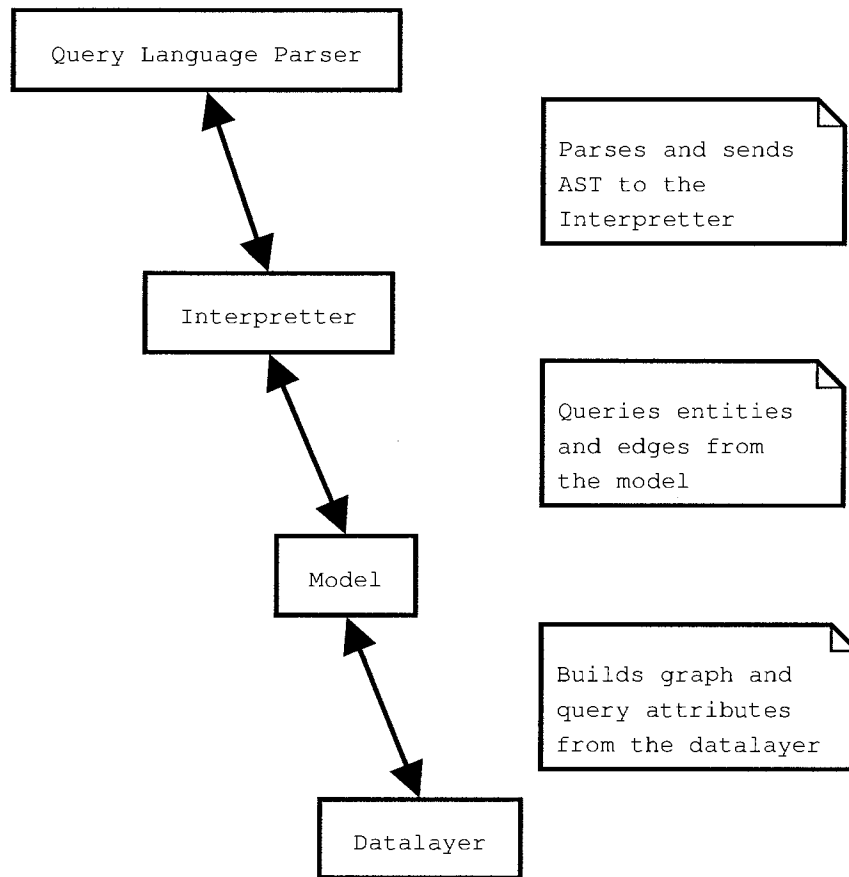 Query Language Parser
Parses and sends
AST to the
Interpretter
Interpretter
Queries entities
and edges from
the model
Model
Builds graph and
query attributes
from the datalayer
Datalayer